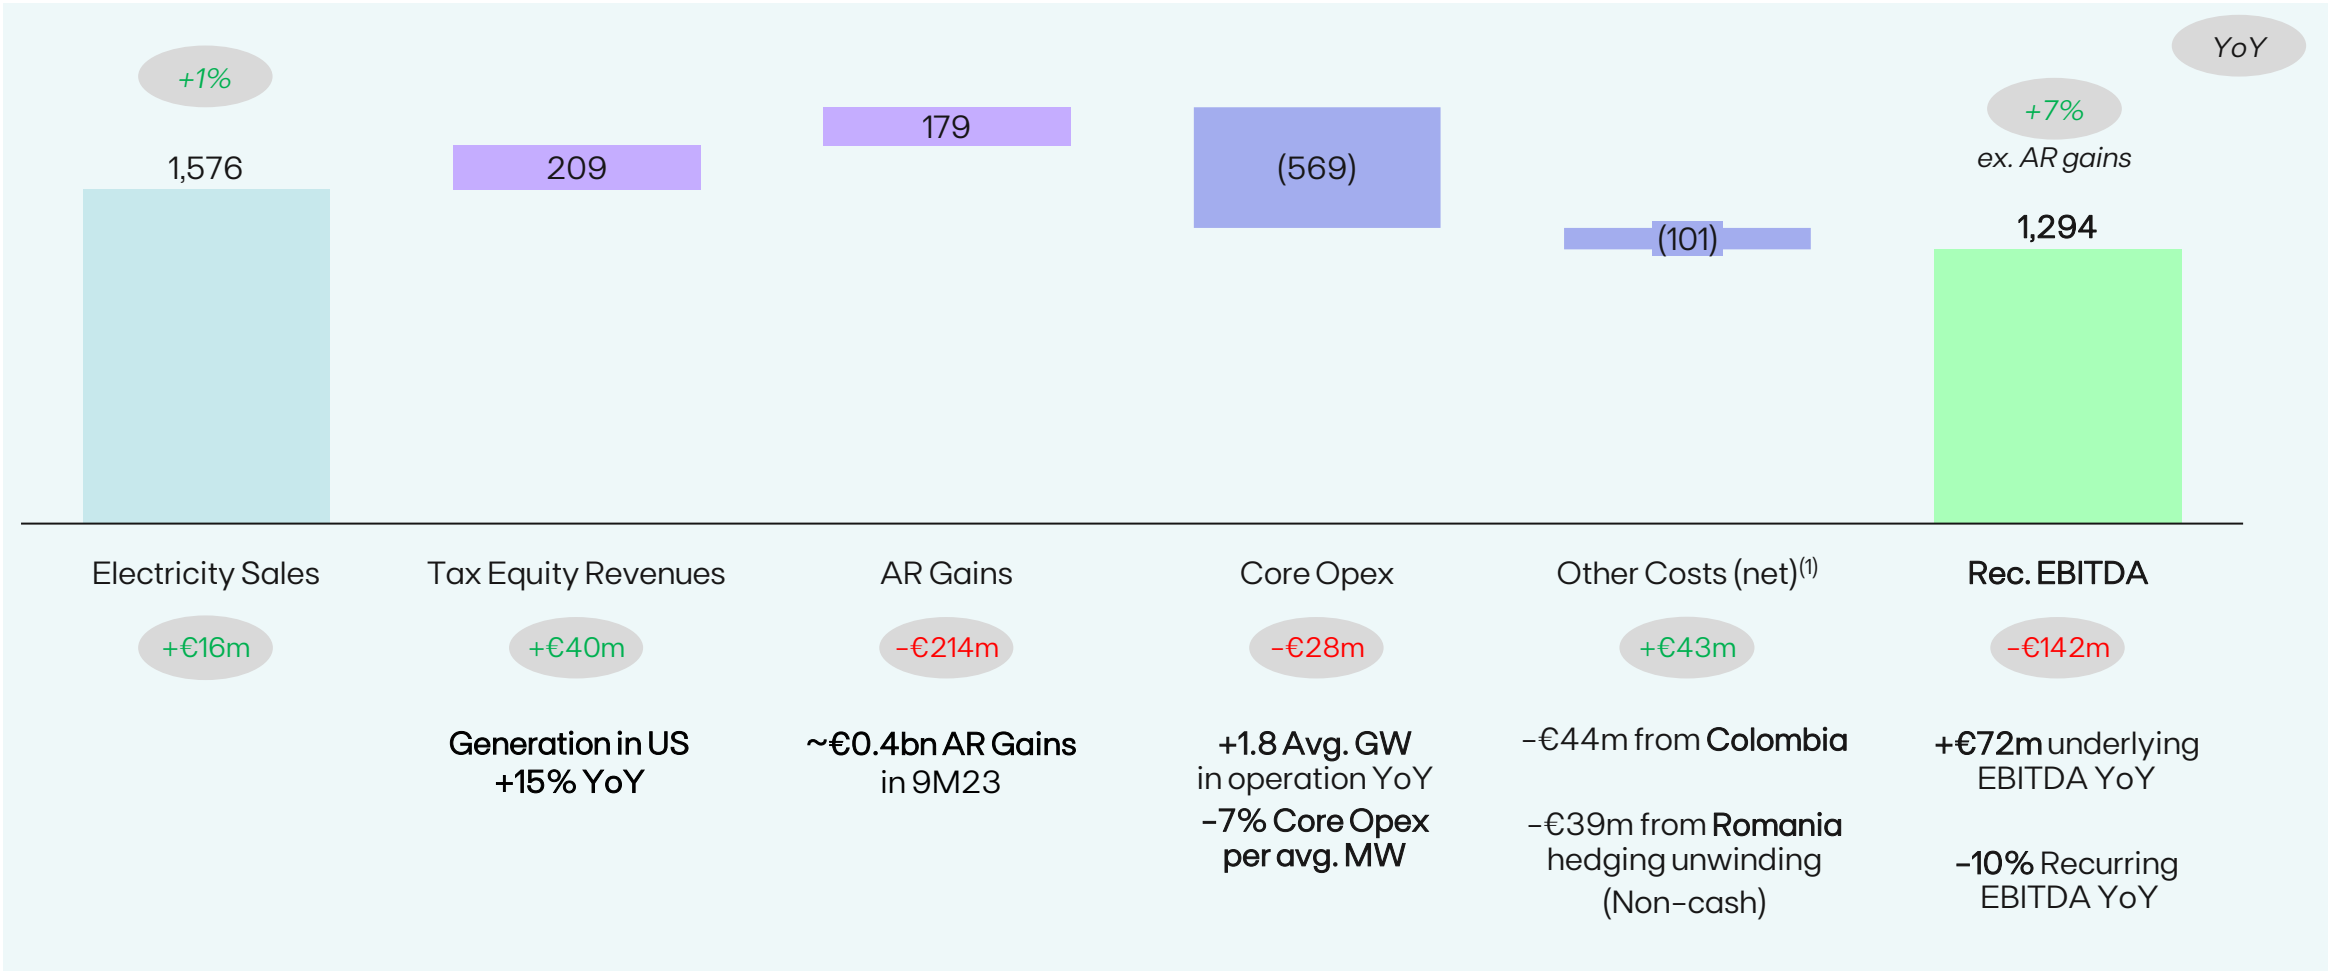 YoY
+1%
1,576
209
179
(569)
(101)
+7%
ex. AR gains
1,294
Electricity Sales
Tax Equity Revenues
AR Gains
Core Opex
Other Costs (net)(1)
Rec. EBITDA
+€16m
+€40m
-€214m
-€28m
+€43m
-€142m
Generation in US
+15% YoY
~€0.4bn AR Gains
in 9M23
+1.8 Avg. GW
in operation YoY
-7% Core Opex
per avg. MW
-€44m from Colombia
-€39m from Romania
hedging unwinding
(Non-cash)
+€72m underlying
EBITDA YoY
-10% Recurring
EBITDA YoY